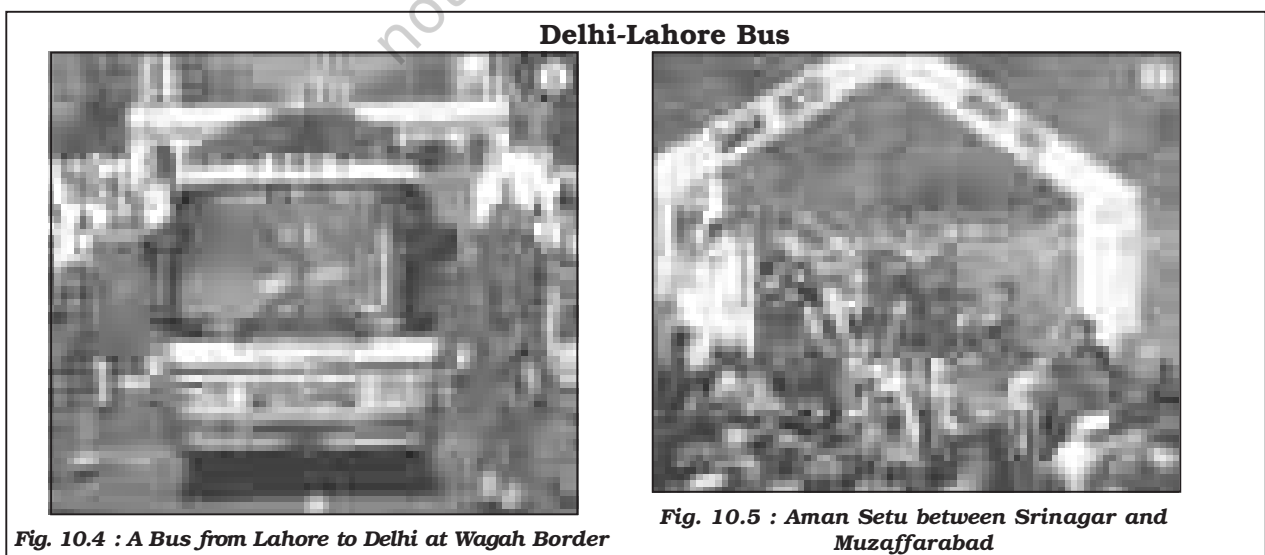 Delhi-Lahore Bus
Fig. 10.4 : A Bus from Lahore to Delhi at Wagah Border
Fig. 10.5 : Aman Setu between Srinagar and
Muzaffarabad